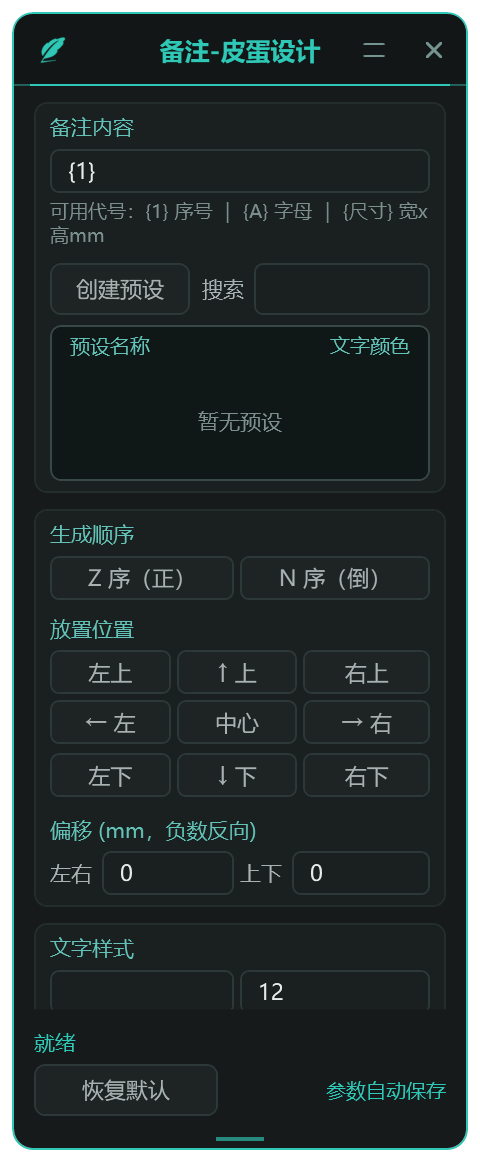 备注-皮蛋设计
备注内容
{1}
可用代号：{1} 序号 ｜ {A} 字母 ｜ {尺寸} 宽x
高mm
创建预设 搜索
预设名称 文字颜色
暂无预设
生成顺序
Z 序（正） N 序（倒）
放置位置
左上 ↑ 上 右上
← 左 中心 → 右
左下 ↓ 下 右下
偏移 (mm，负数反向)
左右 0 上下 0
文字样式
12
就绪
恢复默认 参数自动保存